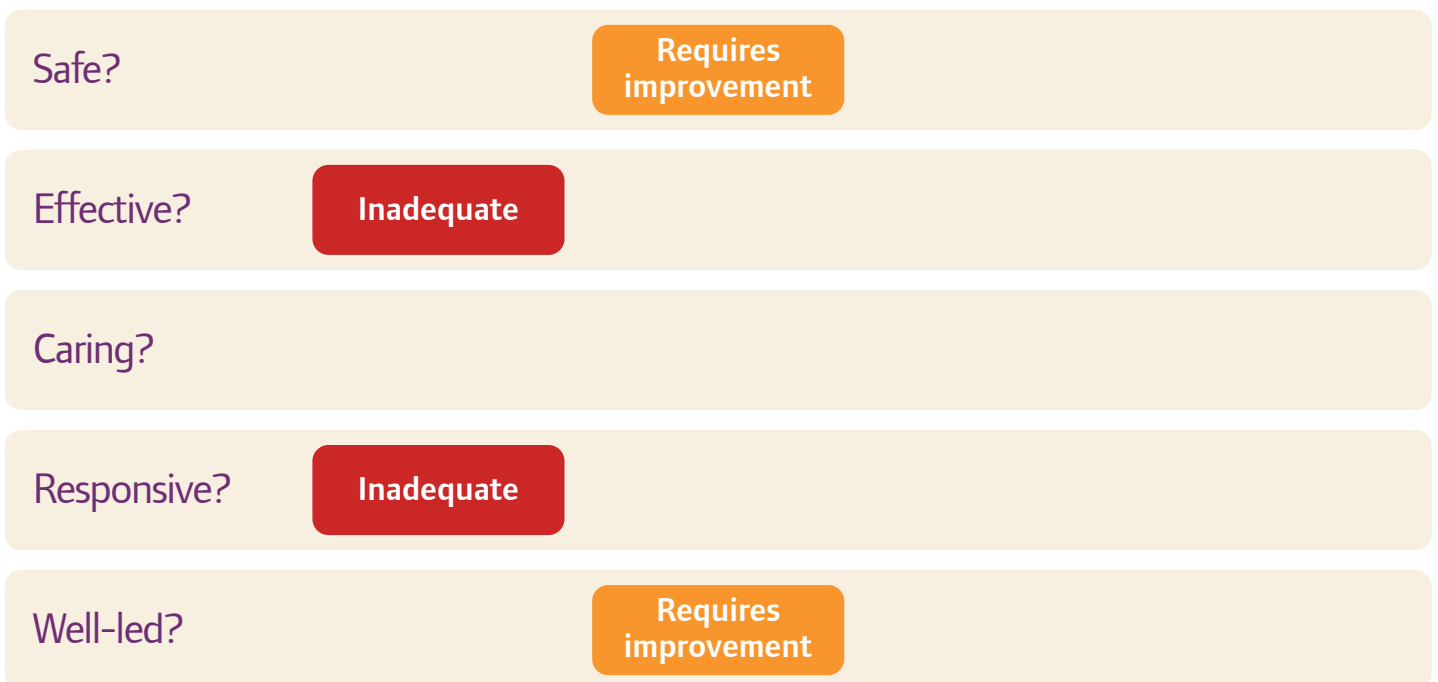 Safe?
Requires
improvement
Effective?
Inadequate
Caring?
Responsive?
Inadequate
Well-led?
Requires
improvement